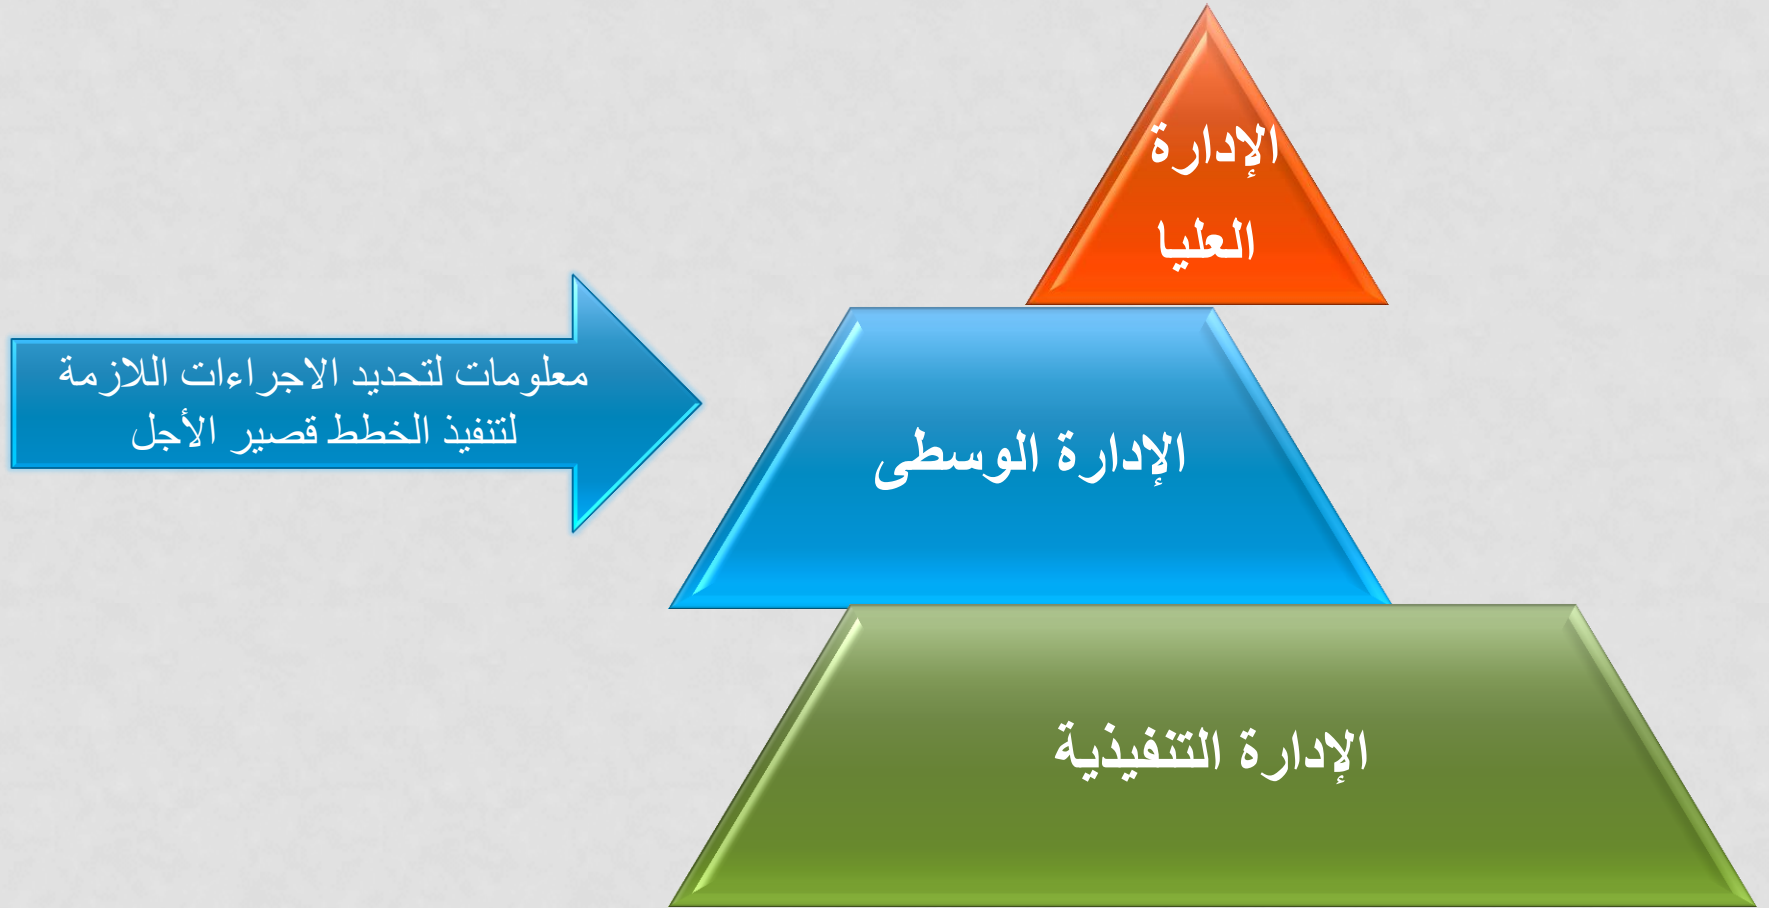 الإدارة
العليا
معلومات لتحديد الاجراءات اللازمة
لتنفيذ الخطط قصير الأجل
الإدارة الوسطى
الإدارة التنفيذية